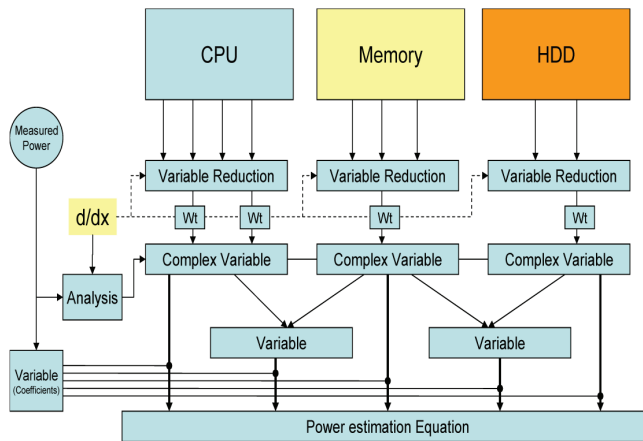 CPU
Memory
HDD
Measured
Power
Variable Reduction
Variable Reduction
Variable Reduction
d/dx
Wt
Wt
Wt
Wt
Complex Variable
Complex Variable
Complex Variable
Analysis
Variable
Variable
Variable
(Coefficients)
Power estimation Equation